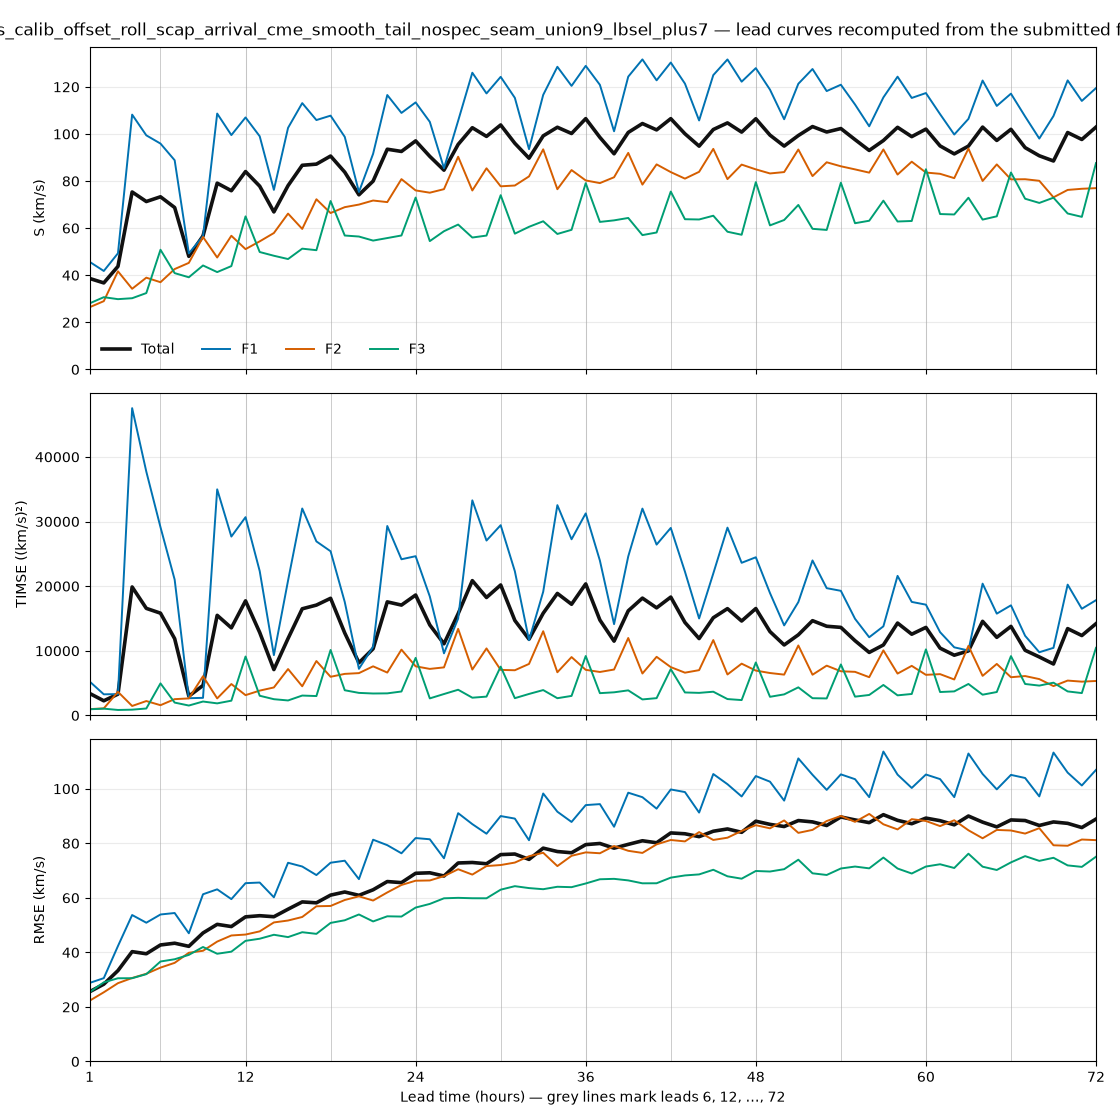 s_calib_offset_roll_scap_arrival_cme_smooth_tail_nospec_seam_union9_lbsel_plus7 — lead curves recomputed from the submitted f
120
100
80
60
40
20
0
S (km/s)
Total F1 F2 F3
40000
30000
20000
10000
0
TIMSE ((km/s)²)
100
80
60
40
20
0
RMSE (km/s)
1 12 24 36 48 60 72
Lead time (hours) — grey lines mark leads 6, 12, ..., 72